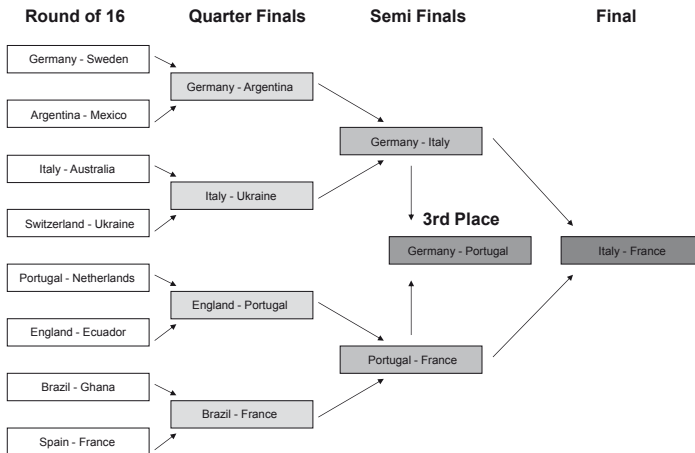 Round of 16
Quarter Finals
Semi Finals
Final
Germany - Sweden
Argentina - Mexico
Italy - Australia
Switzerland - Ukraine
Portugal - Netherlands
England - Ecuador
Brazil - Ghana
Spain - France
Germany - Argentina
Italy - Ukraine
England - Portugal
Brazil - France
Germany - Italy
Portugal - France
3rd Place
Germany - Portugal
Italy - France